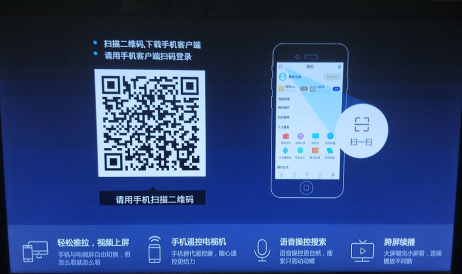 扫描二维码,下载手机客户端
请用手机客户端扫码登录
请用手机扫描二维码
扫一扫
轻松推拉，视频上屏
手机与电视屏自由切换，想
怎么看就怎么看
手机遥控电视机
手机替代遥控器，随心遥
控更给力
语音操控搜索
语音操控更自然，搜
索只需动动嘴
跨屏续播
大屏看完小屏看，连续
播放不间断